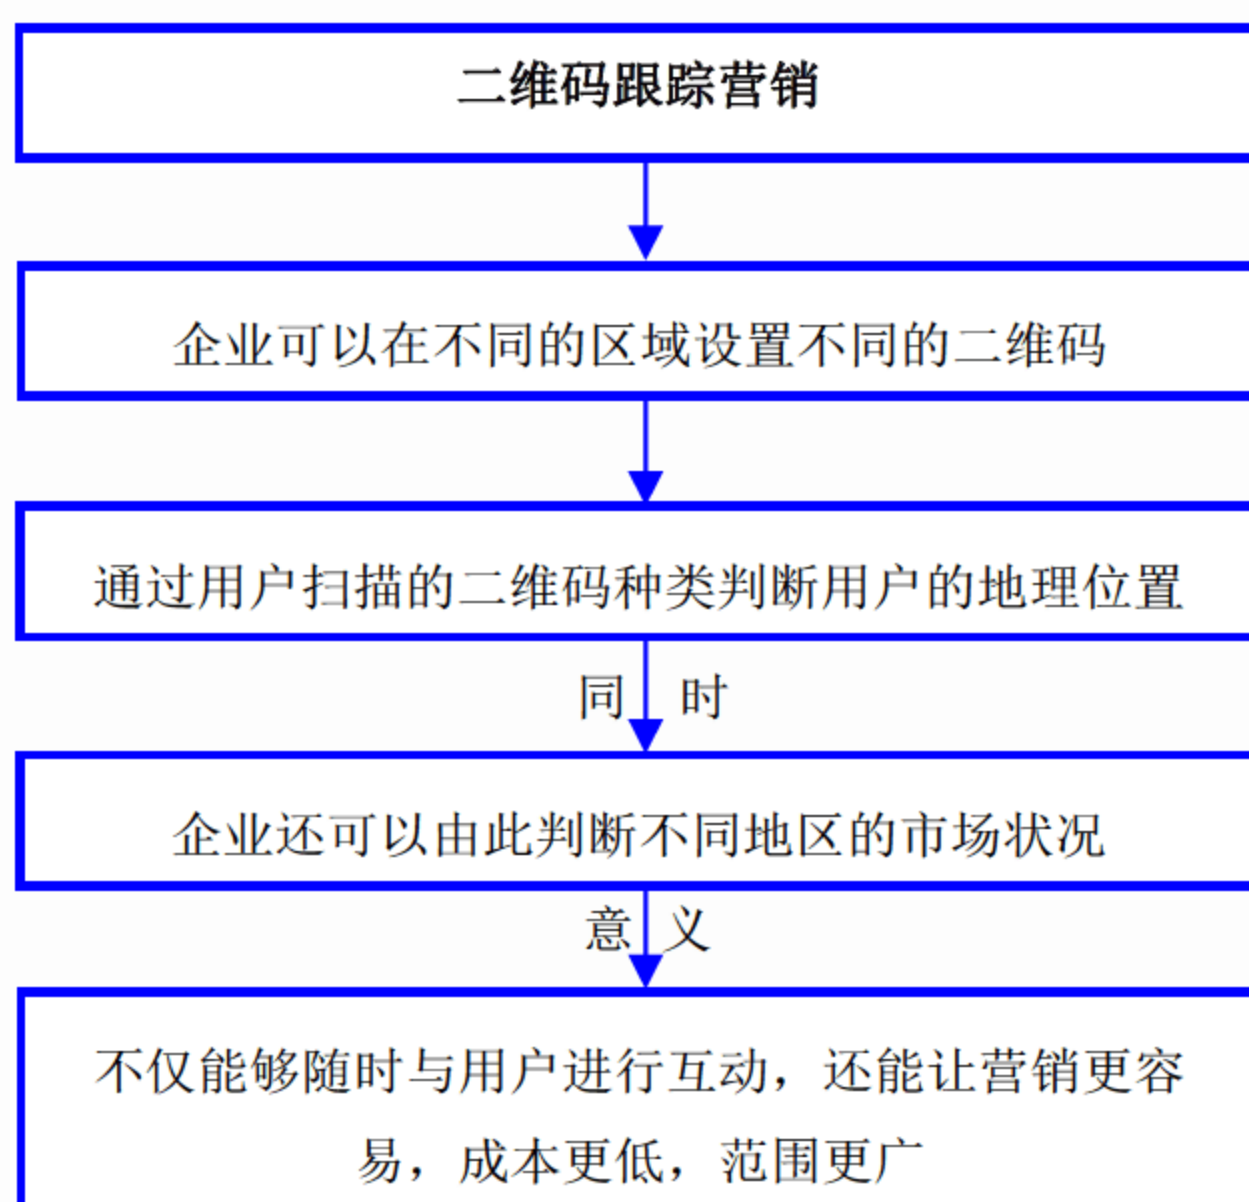 二维码跟踪营销
企业可以在不同的区域设置不同的二维码
通过用户扫描的二维码种类判断用户的地理位置
同 时
企业还可以由此判断不同地区的市场状况
意 义
不仅能够随时与用户进行互动，还能让营销更容
易，成本更低，范围更广